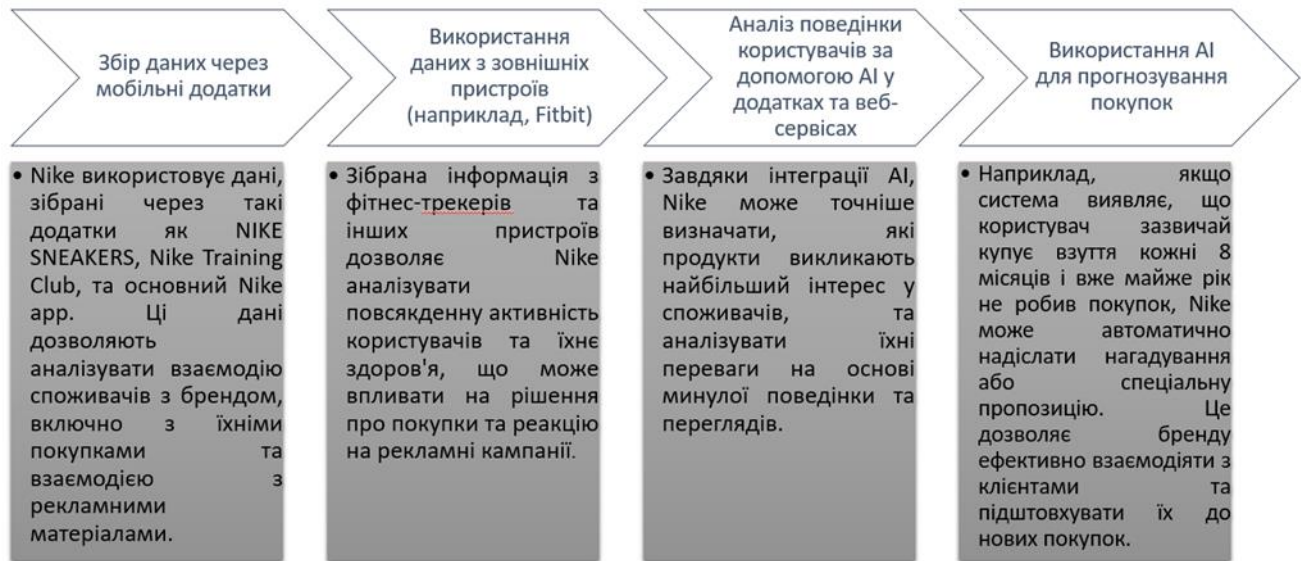 Збір даних через
мобільні додатки
Використання
даних з зовнішніх
пристроїв
(наприклад, Fitbit)
Аналіз поведінки
користувачів за
допомогою AI у
додатках та веб-
сервісах
Використання AI
для прогнозування
покупок
• Nike використовує дані,
зібрані через такі
додатки як NIKE
SNEAKERS, Nike Training
Club, та основний Nike
app. Ці дані
дозволяють
аналізувати взаємодію
споживачів з брендом,
включно з їхніми
покупками та
взаємодією з
рекламними
матеріалами.
• Зібрана інформація з
фітнес-трекерів та
інших пристроїв
дозволяє Nike
аналізувати
повсякденну активність
користувачів та їхнє
здоров'я, що може
впливати на рішення
про покупки та реакцію
на рекламні кампанії.
• Завдяки інтеграції AI,
Nike може точніше
визначати, які
продукти викликають
найбільший інтерес у
споживачів, та
аналізувати їхні
переваги на основі
минулої поведінки та
переглядів.
• Наприклад, якщо
система виявляє, що
користувач зазвичай
купує взуття кожні 8
місяців і вже майже рік
не робив покупок, Nike
може автоматично
надіслати нагадування
або спеціальну
пропозицію. Це
дозволяє бренду
ефективно взаємодіяти з
клієнтами та
підштовхувати їх до
нових покупок.